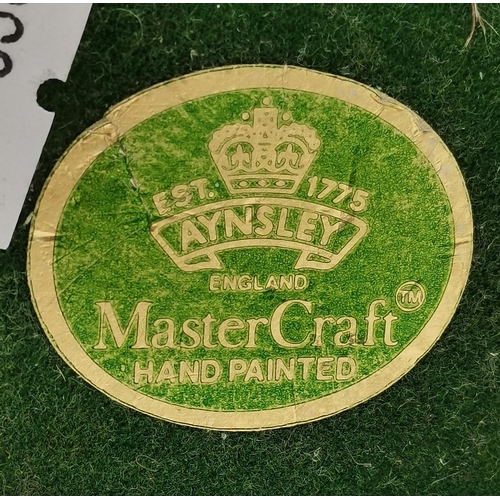 EST. 1775
AYNSLEY
ENGLAND
MasterCraft TM
HAND PAINTED